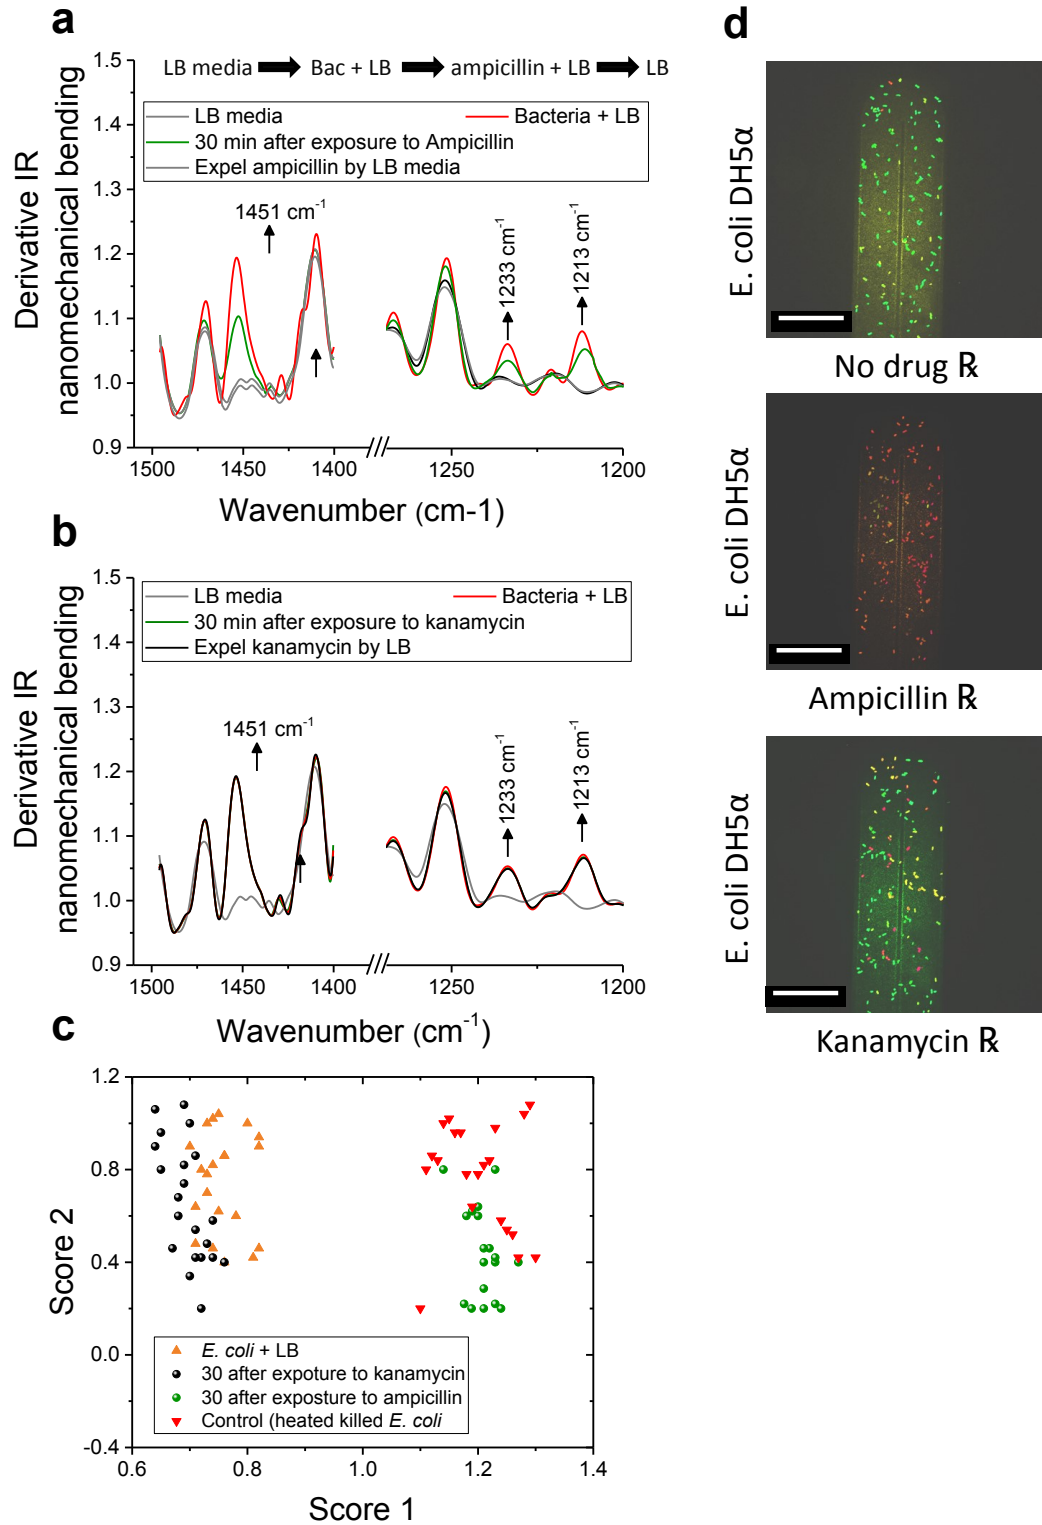 a
LB media Bac + LB ampicillin + LB LB
LB media Bacteria + LB
30 min after exposure to Ampicillin
Expel ampicillin by LB media
1451 cm-1
1233 cm-1
1213 cm-1
Derivative IR
nanomechanical bending
1.5
1.4
1.3
1.2
1.1
1.0
0.9
1500 1450 1400 1250 1200
Wavenumber (cm-1)
b
LB media Bacteria + LB
30 min after exposure to kanamycin
Expel kanamycin by LB
1451 cm-1
1233 cm-1
1213 cm-1
Derivative IR
nanomechanical bending
1.5
1.4
1.3
1.2
1.1
1.0
0.9
1500 1450 1400 1250 1200
Wavenumber (cm-1)
c
Score 2
1.2
0.8
0.4
0.0
-0.4
E. coli + LB
30 after expoture to kanamycin
30 after exposture to ampicillin
Control (heated killed E. coli
0.6 0.8 1.0 1.2 1.4
Score 1
d
E. coli DH5α
No drug ℞
E. coli DH5α
Ampicillin ℞
E. coli DH5α
Kanamycin ℞